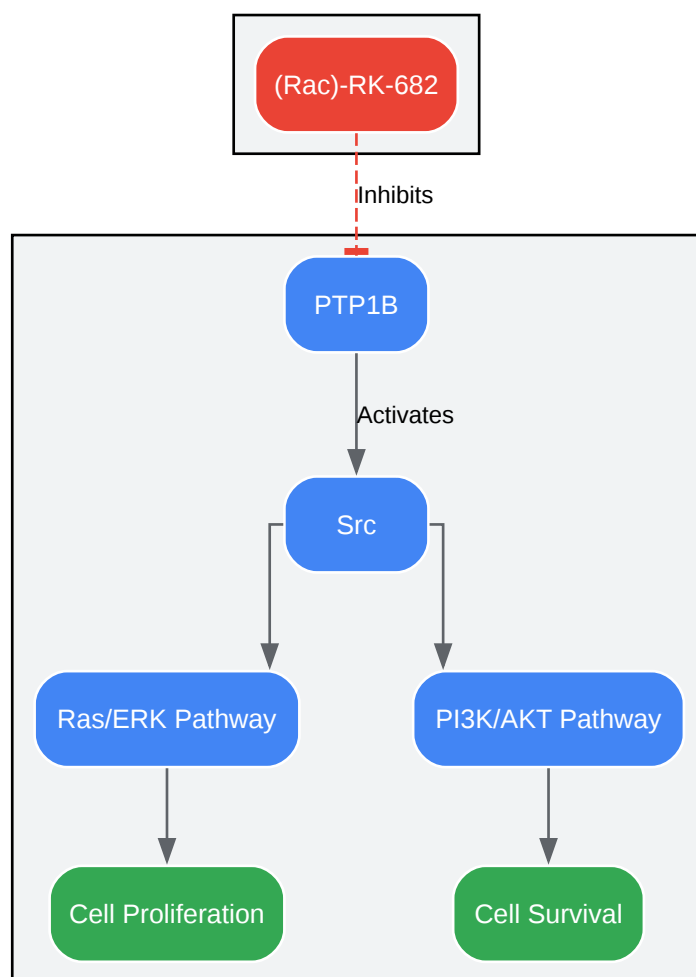 (Rac)-RK-682
Inhibits
PTP1B
Activates
Src
Ras/ERK Pathway
PI3K/AKT Pathway
Cell Proliferation
Cell Survival